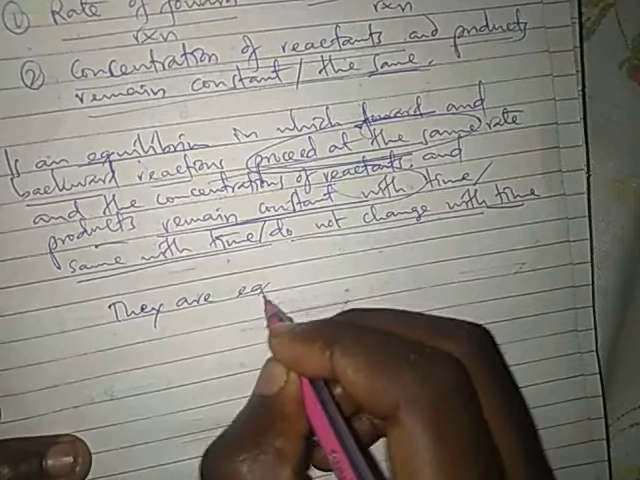 ① Rate of forward
rxn rxn
② Concentration of reactants and products
remain constant / the same.
Is an equilibrium in which forward and
backward reactions proceed at the same rate
and the concentrations of reactants and
products remain constant with time/
same with time/do not change with time
They are eq